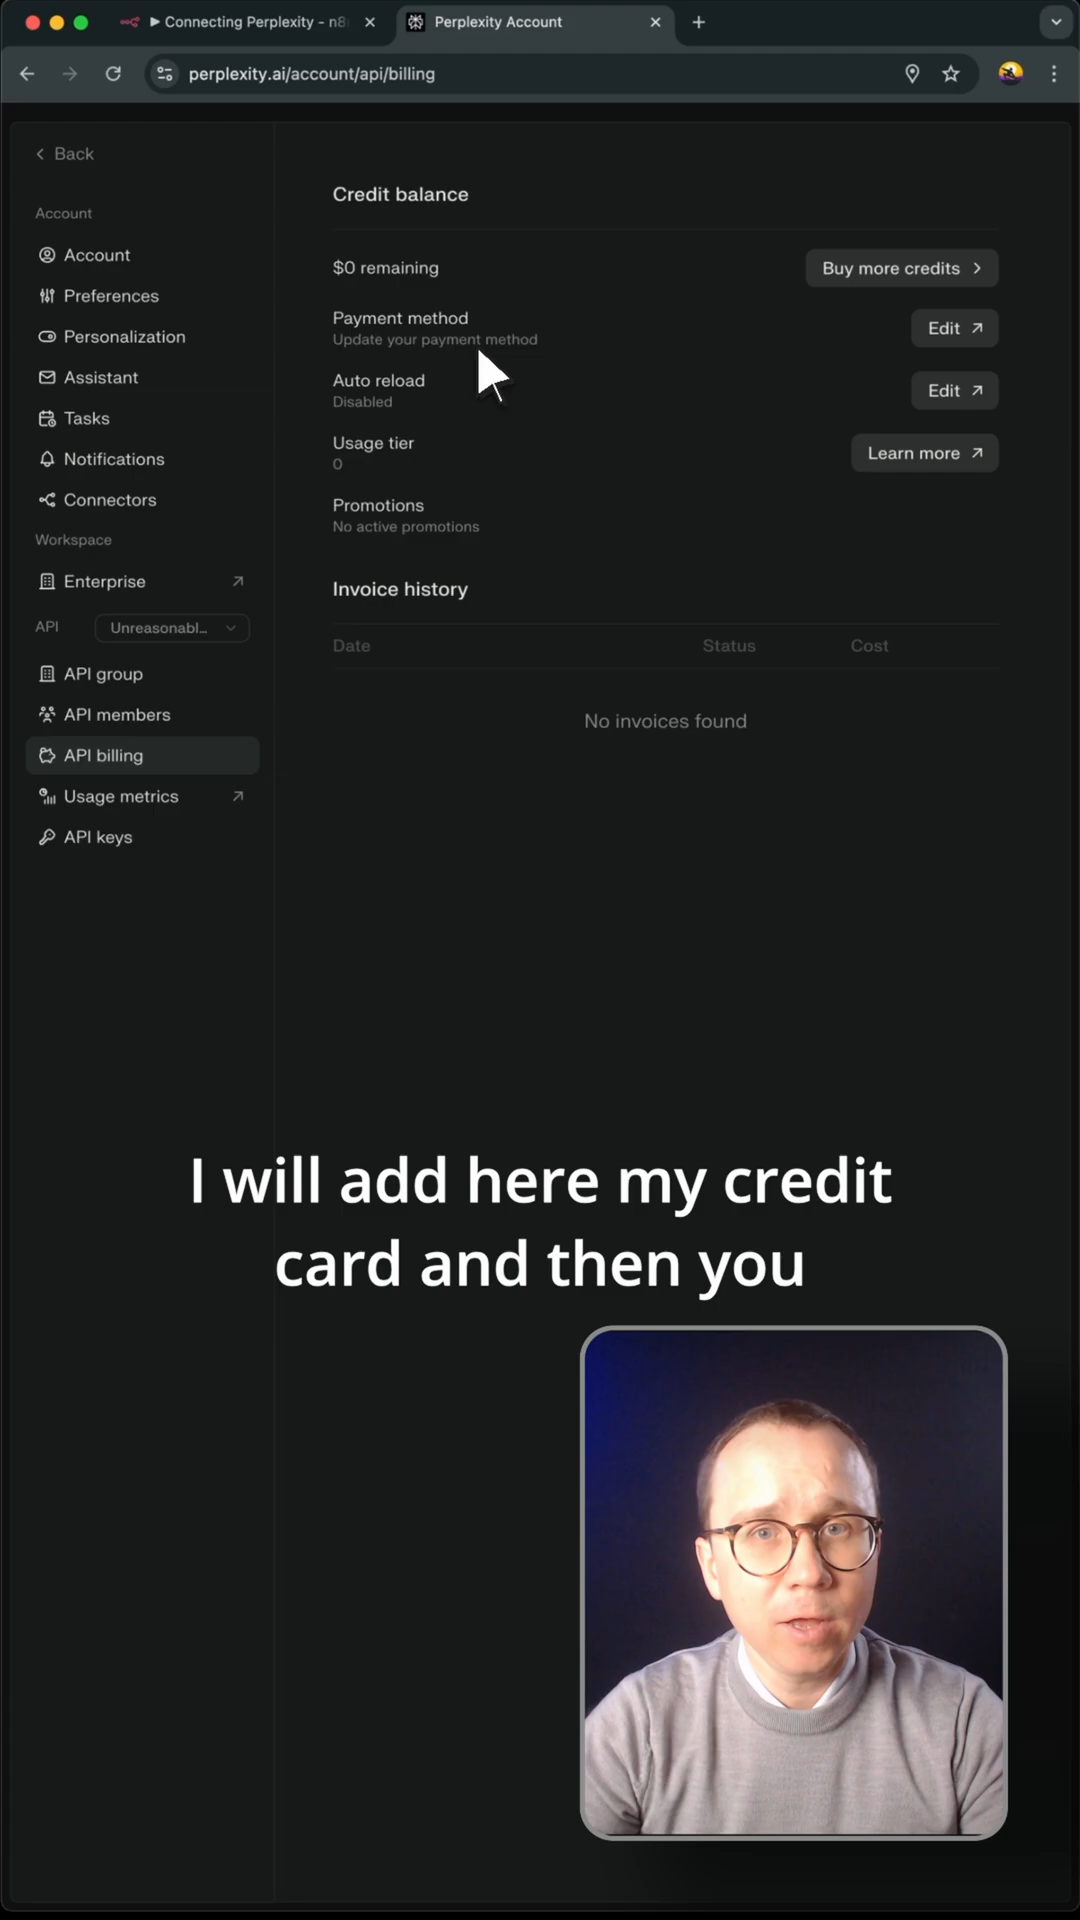 Connecting Perplexity - n8
Perplexity Account
perplexity.ai/account/api/billing
Back
Account
Account
Preferences
Personalization
Assistant
Tasks
Notifications
Connectors
Workspace
Enterprise
API
Unreasonabl...
API group
API members
API billing
Usage metrics
API keys
Credit balance
$0 remaining
Buy more credits
Payment method
Update your payment method
Edit
Auto reload
Disabled
Edit
Usage tier
0
Learn more
Promotions
No active promotions
Invoice history
Date Status Cost
No invoices found
I will add here my credit
card and then you